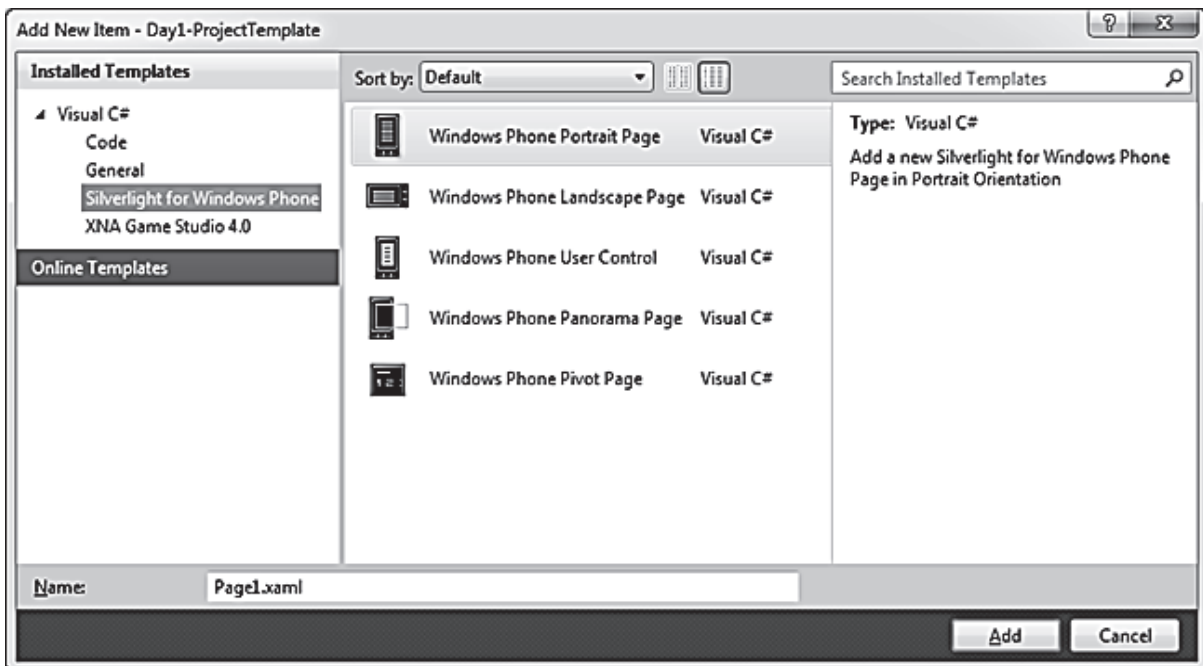 Add New Item - Day1-ProjectTemplate
Installed Templates
Visual C#
Code
General
Silverlight for Windows Phone
XNA Game Studio 4.0
Online Templates
Sort by: Default
Windows Phone Portrait Page Visual C#
Windows Phone Landscape Page Visual C#
Windows Phone User Control Visual C#
Windows Phone Panorama Page Visual C#
Windows Phone Pivot Page Visual C#
Search Installed Templates
Type: Visual C#
Add a new Silverlight for Windows Phone
Page in Portrait Orientation
Name: Page1.xaml
Add Cancel